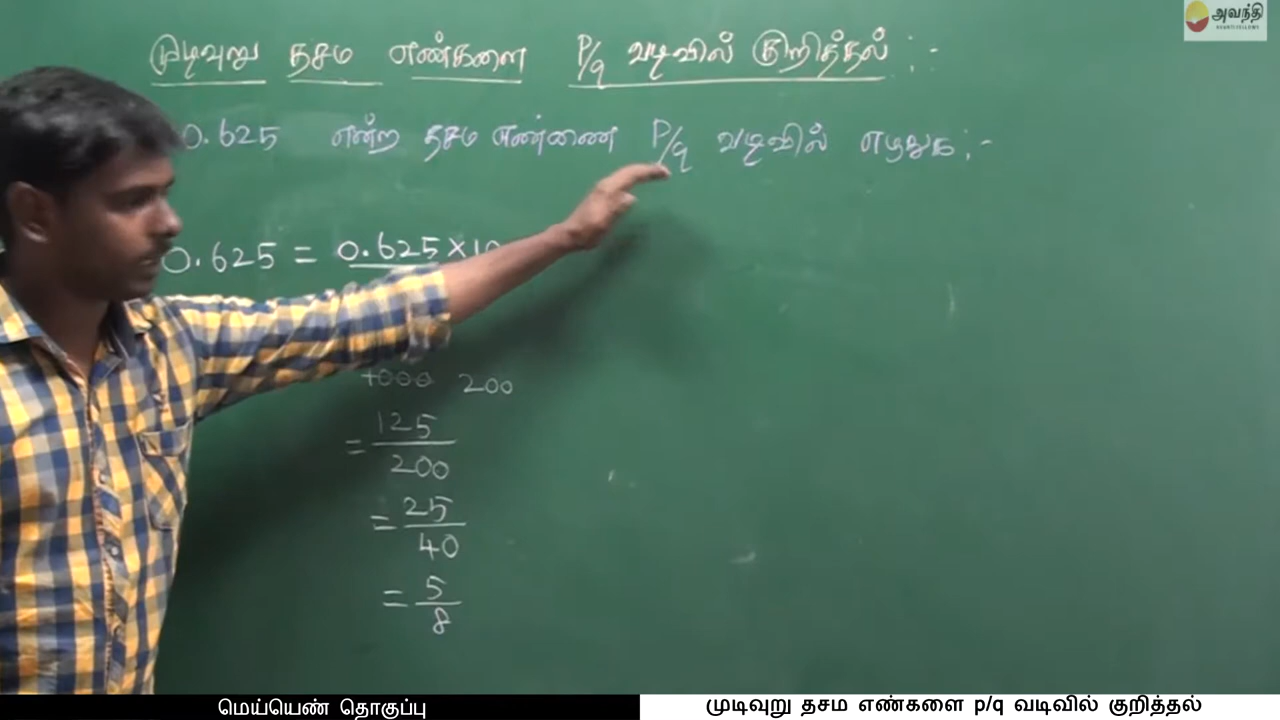 அவந்தி
முடிவுறு தசம எண்களை P/q வடிவில் குறித்தல் :-
0.625 என்ற தசம எண்ணை P/q வடிவில் எழுதுக :-
0.625 = 0.625 × 10
1000 200
= 125/200
= 25/40
= 5/8
மெய்யெண் தொகுப்பு
முடிவுறு தசம எண்களை p/q வடிவில் குறித்தல்